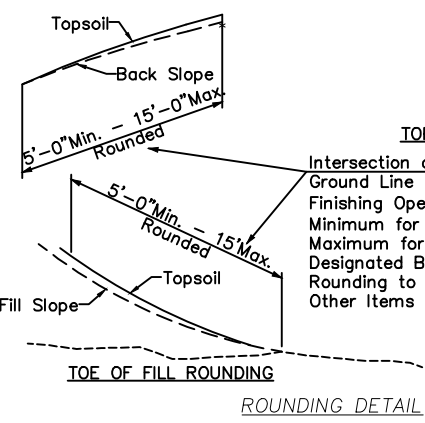 Topsoil
Back Slope
5'-0"Min. - 15'-0"Max.
Rounded
Intersection
Ground Line
Finishing
Minimum for
Maximum for
Designated
Rounding to
Other Items
5'-0"Min. - 15'Max.
Rounded
Topsoil
Fill Slope
TOE OF FILL ROUNDING
ROUNDING DETAIL